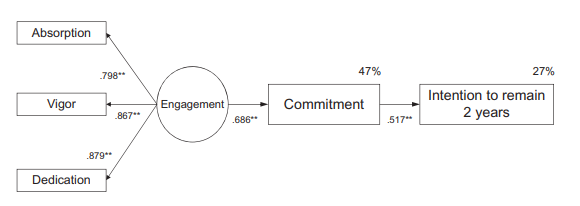 Absorption
47%
27%
.798**
Vigor
Engagement
Commitment
Intention to remain
2 years
.867**
.686**
.517**
.879**
Dedication